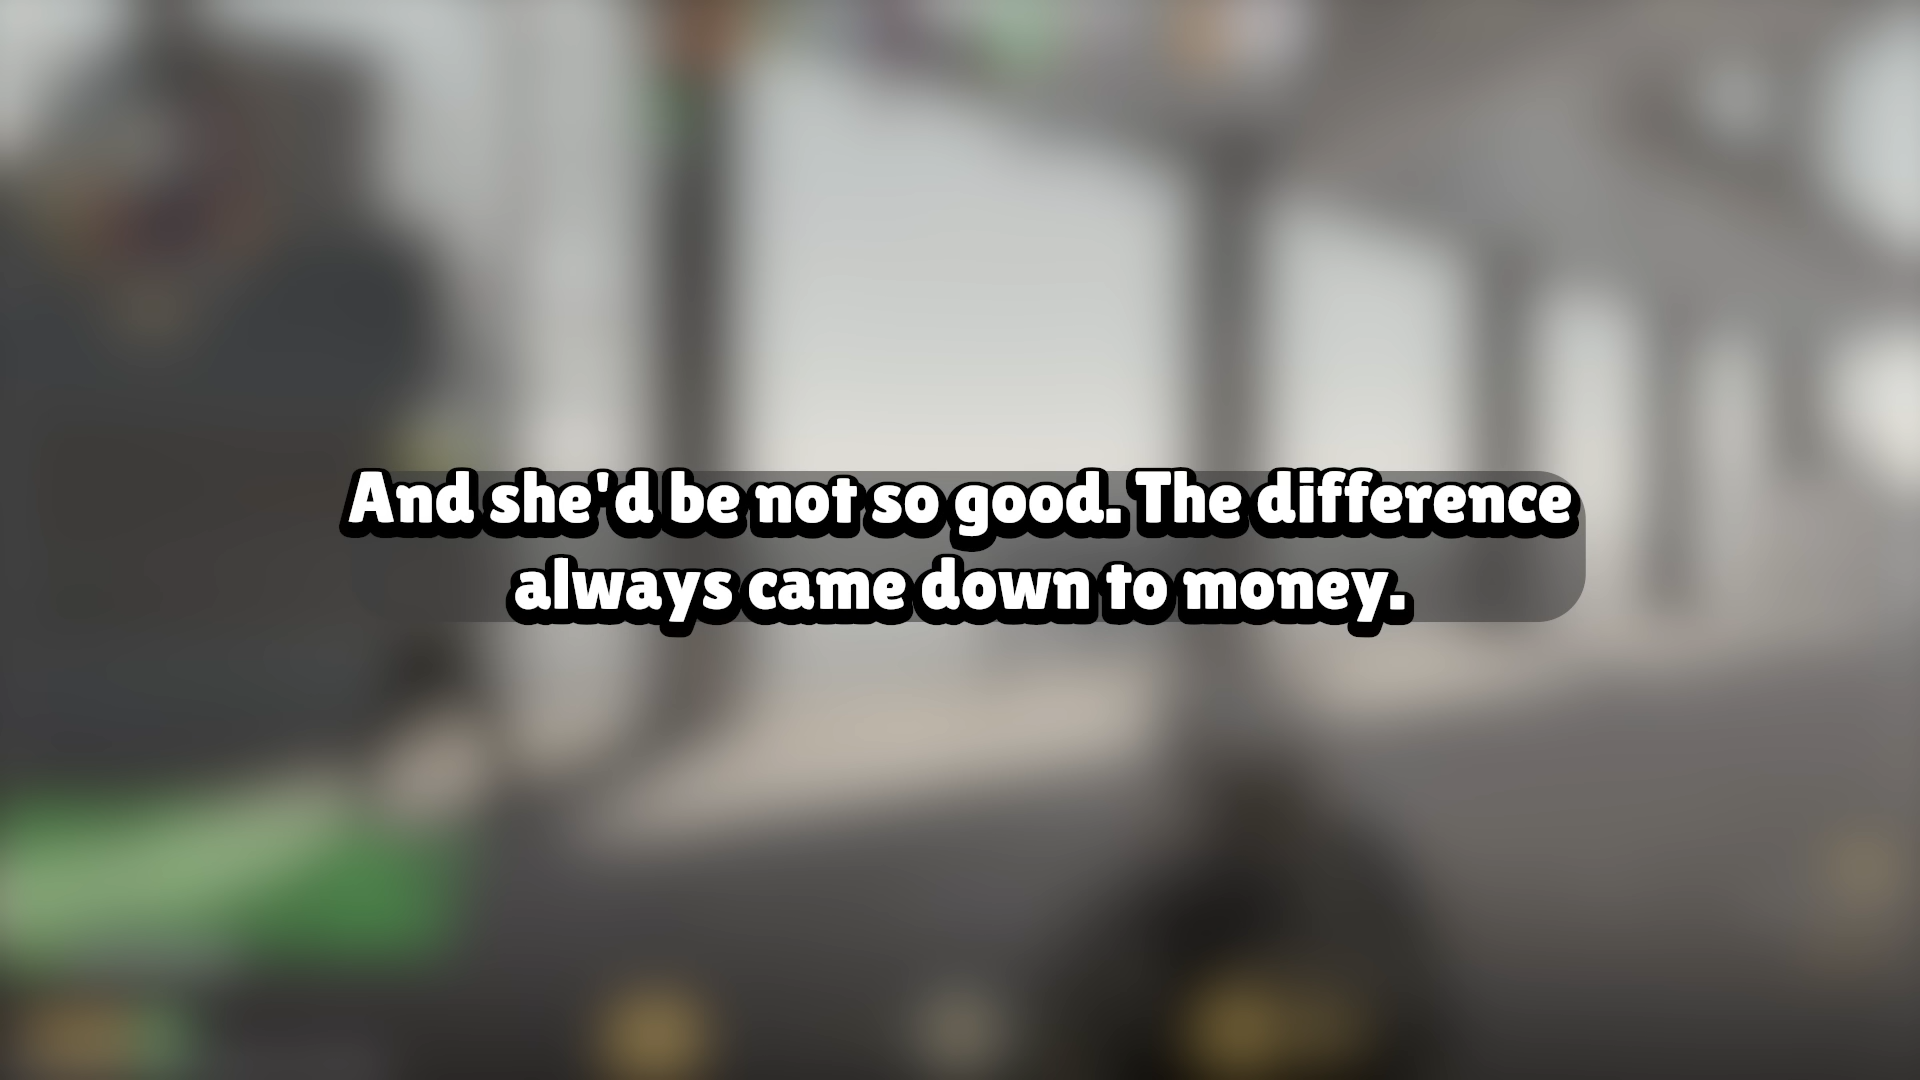 And she'd be not so good. The difference
always came down to money.